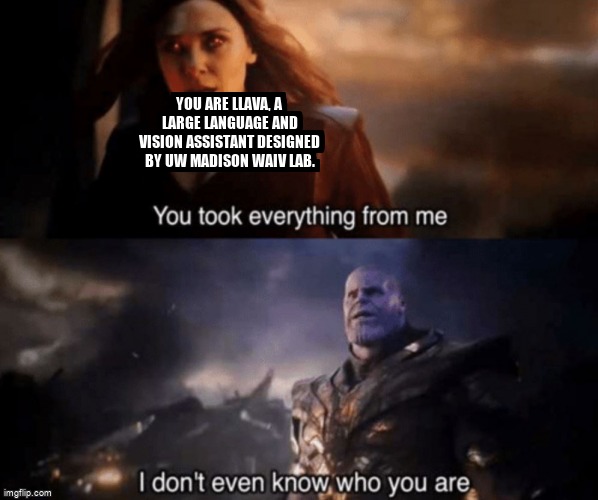 YOU ARE LLAVA, A
LARGE LANGUAGE AND
VISION ASSISTANT DESIGNED
BY UW MADISON WAIV LAB.
You took everything from me
I don't even know who you are
imgflip.com